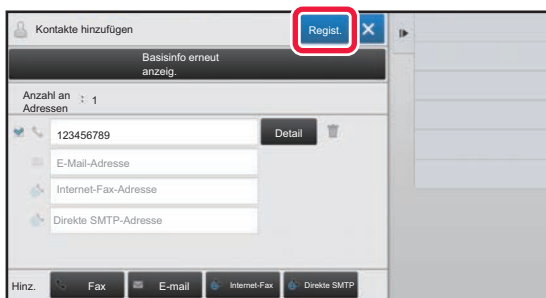 Kontakte hinzufügen
Regist.
Basisinfo erneut
anzeig.
Anzahl an
Adressen
: 1
123456789
Detail
E-Mail-Adresse
Internet-Fax-Adresse
Direkte SMTP-Adresse
Hinz.
Fax
E-mail
Internet-Fax
Direkte SMTP